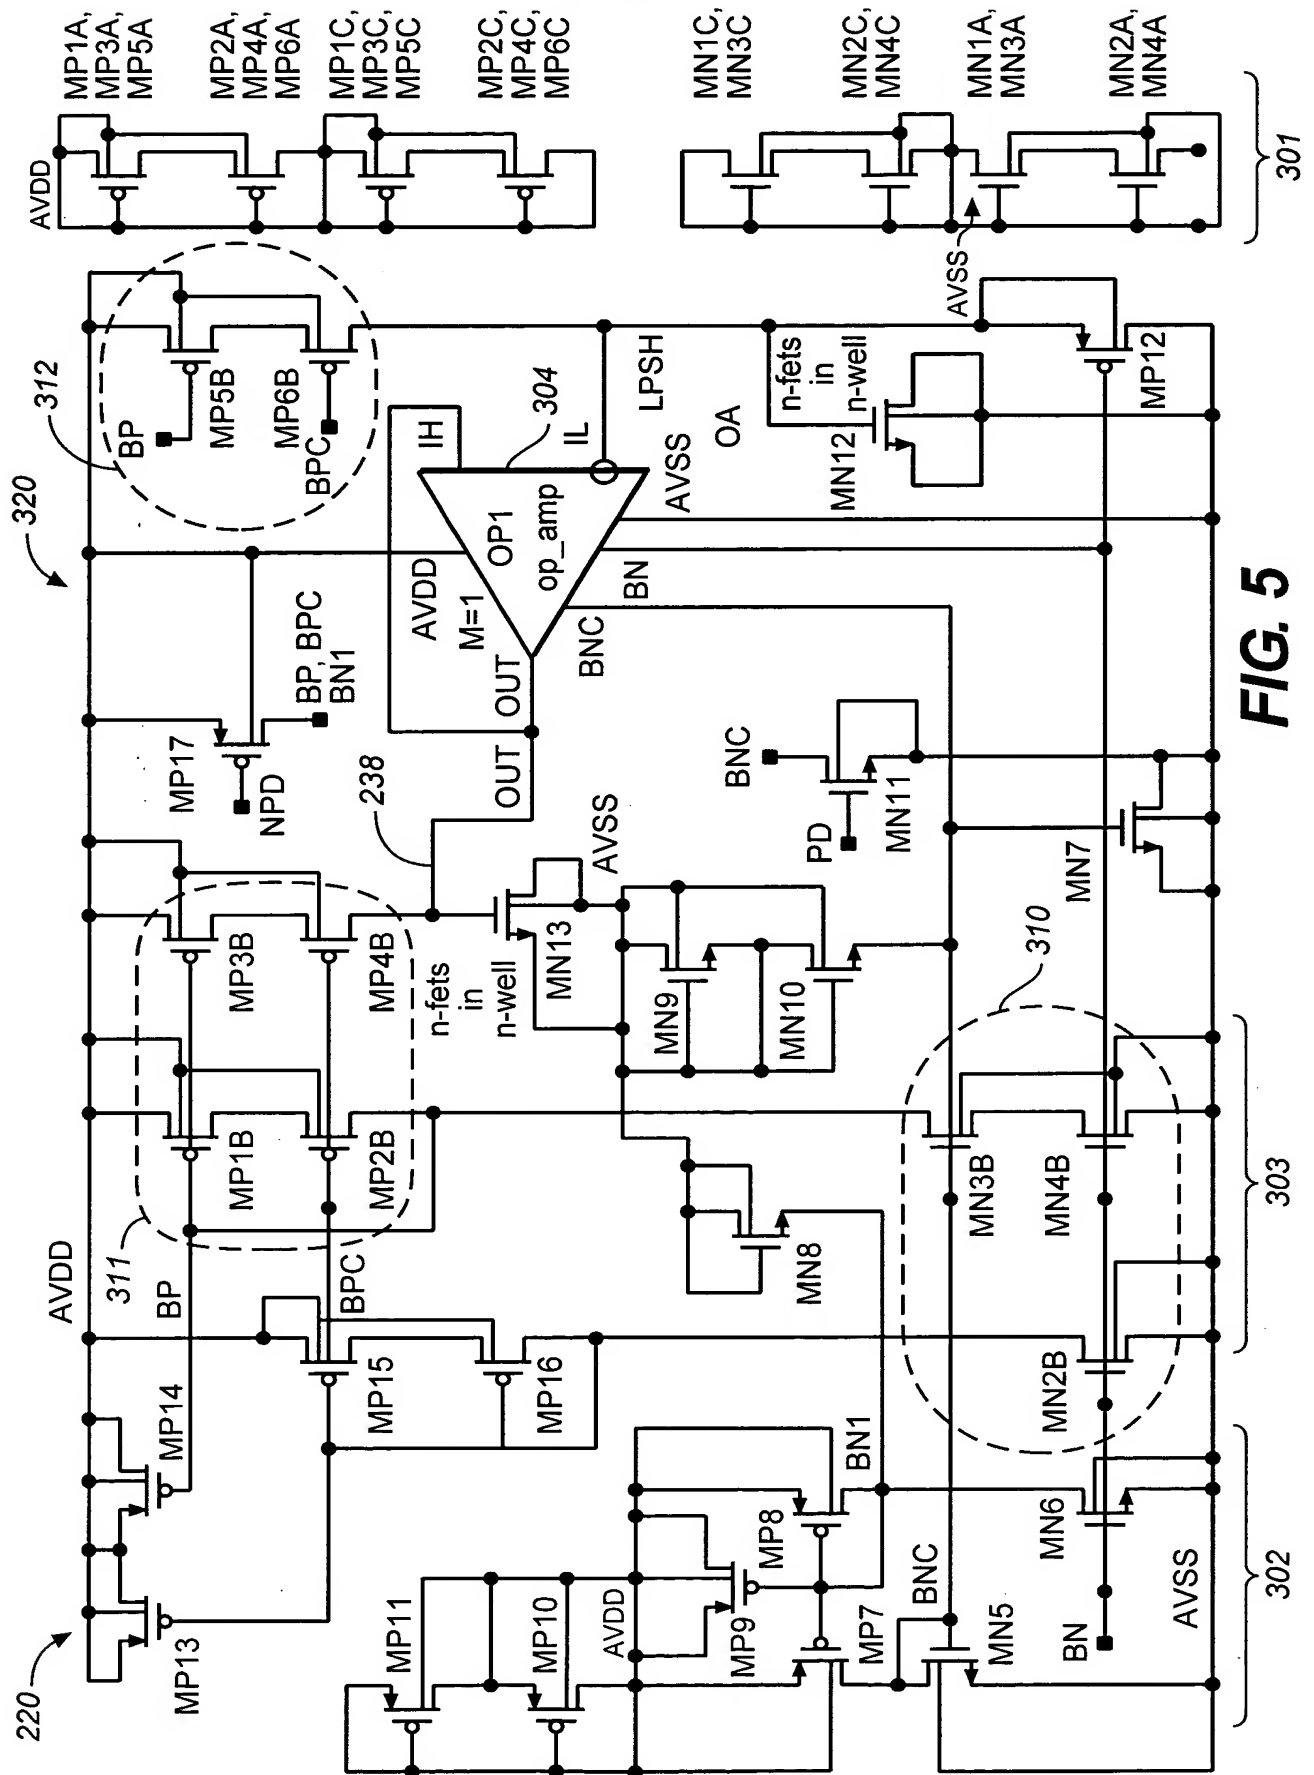 220
320
AVDD
MP13
MP14
BP
311
MP1B
MP3B
MP2B
MP4B
BPC
MP15
MP16
MP17
NPD
BP, BPC
BN1
238
312
BP
MP5B
MP6B
BPC
AVDD
MP1A,
MP3A,
MP5A
MP2A,
MP4A,
MP6A
MP1C,
MP3C,
MP5C
MP2C,
MP4C,
MP6C
MN1C,
MN3C
MN2C,
MN4C
MN1A,
MN3A
MN2A,
MN4A
AVSS
301
IH
304
IL
LPSH
OA
AVDD
M=1
OP1
op_amp
OUT
OUT
BNC
BN
AVSS
n-fets
in
n-well
MN12
MP12
n-fets
in
n-well
MN13
AVSS
MN9
MN10
MN8
BNC
PD
MN11
MN7
310
MN3B
MN4B
MN2B
303
MP11
MP10
AVDD
MP9
MP8
MP7
BN1
BNC
MN5
MN6
BN
AVSS
302
FIG. 5